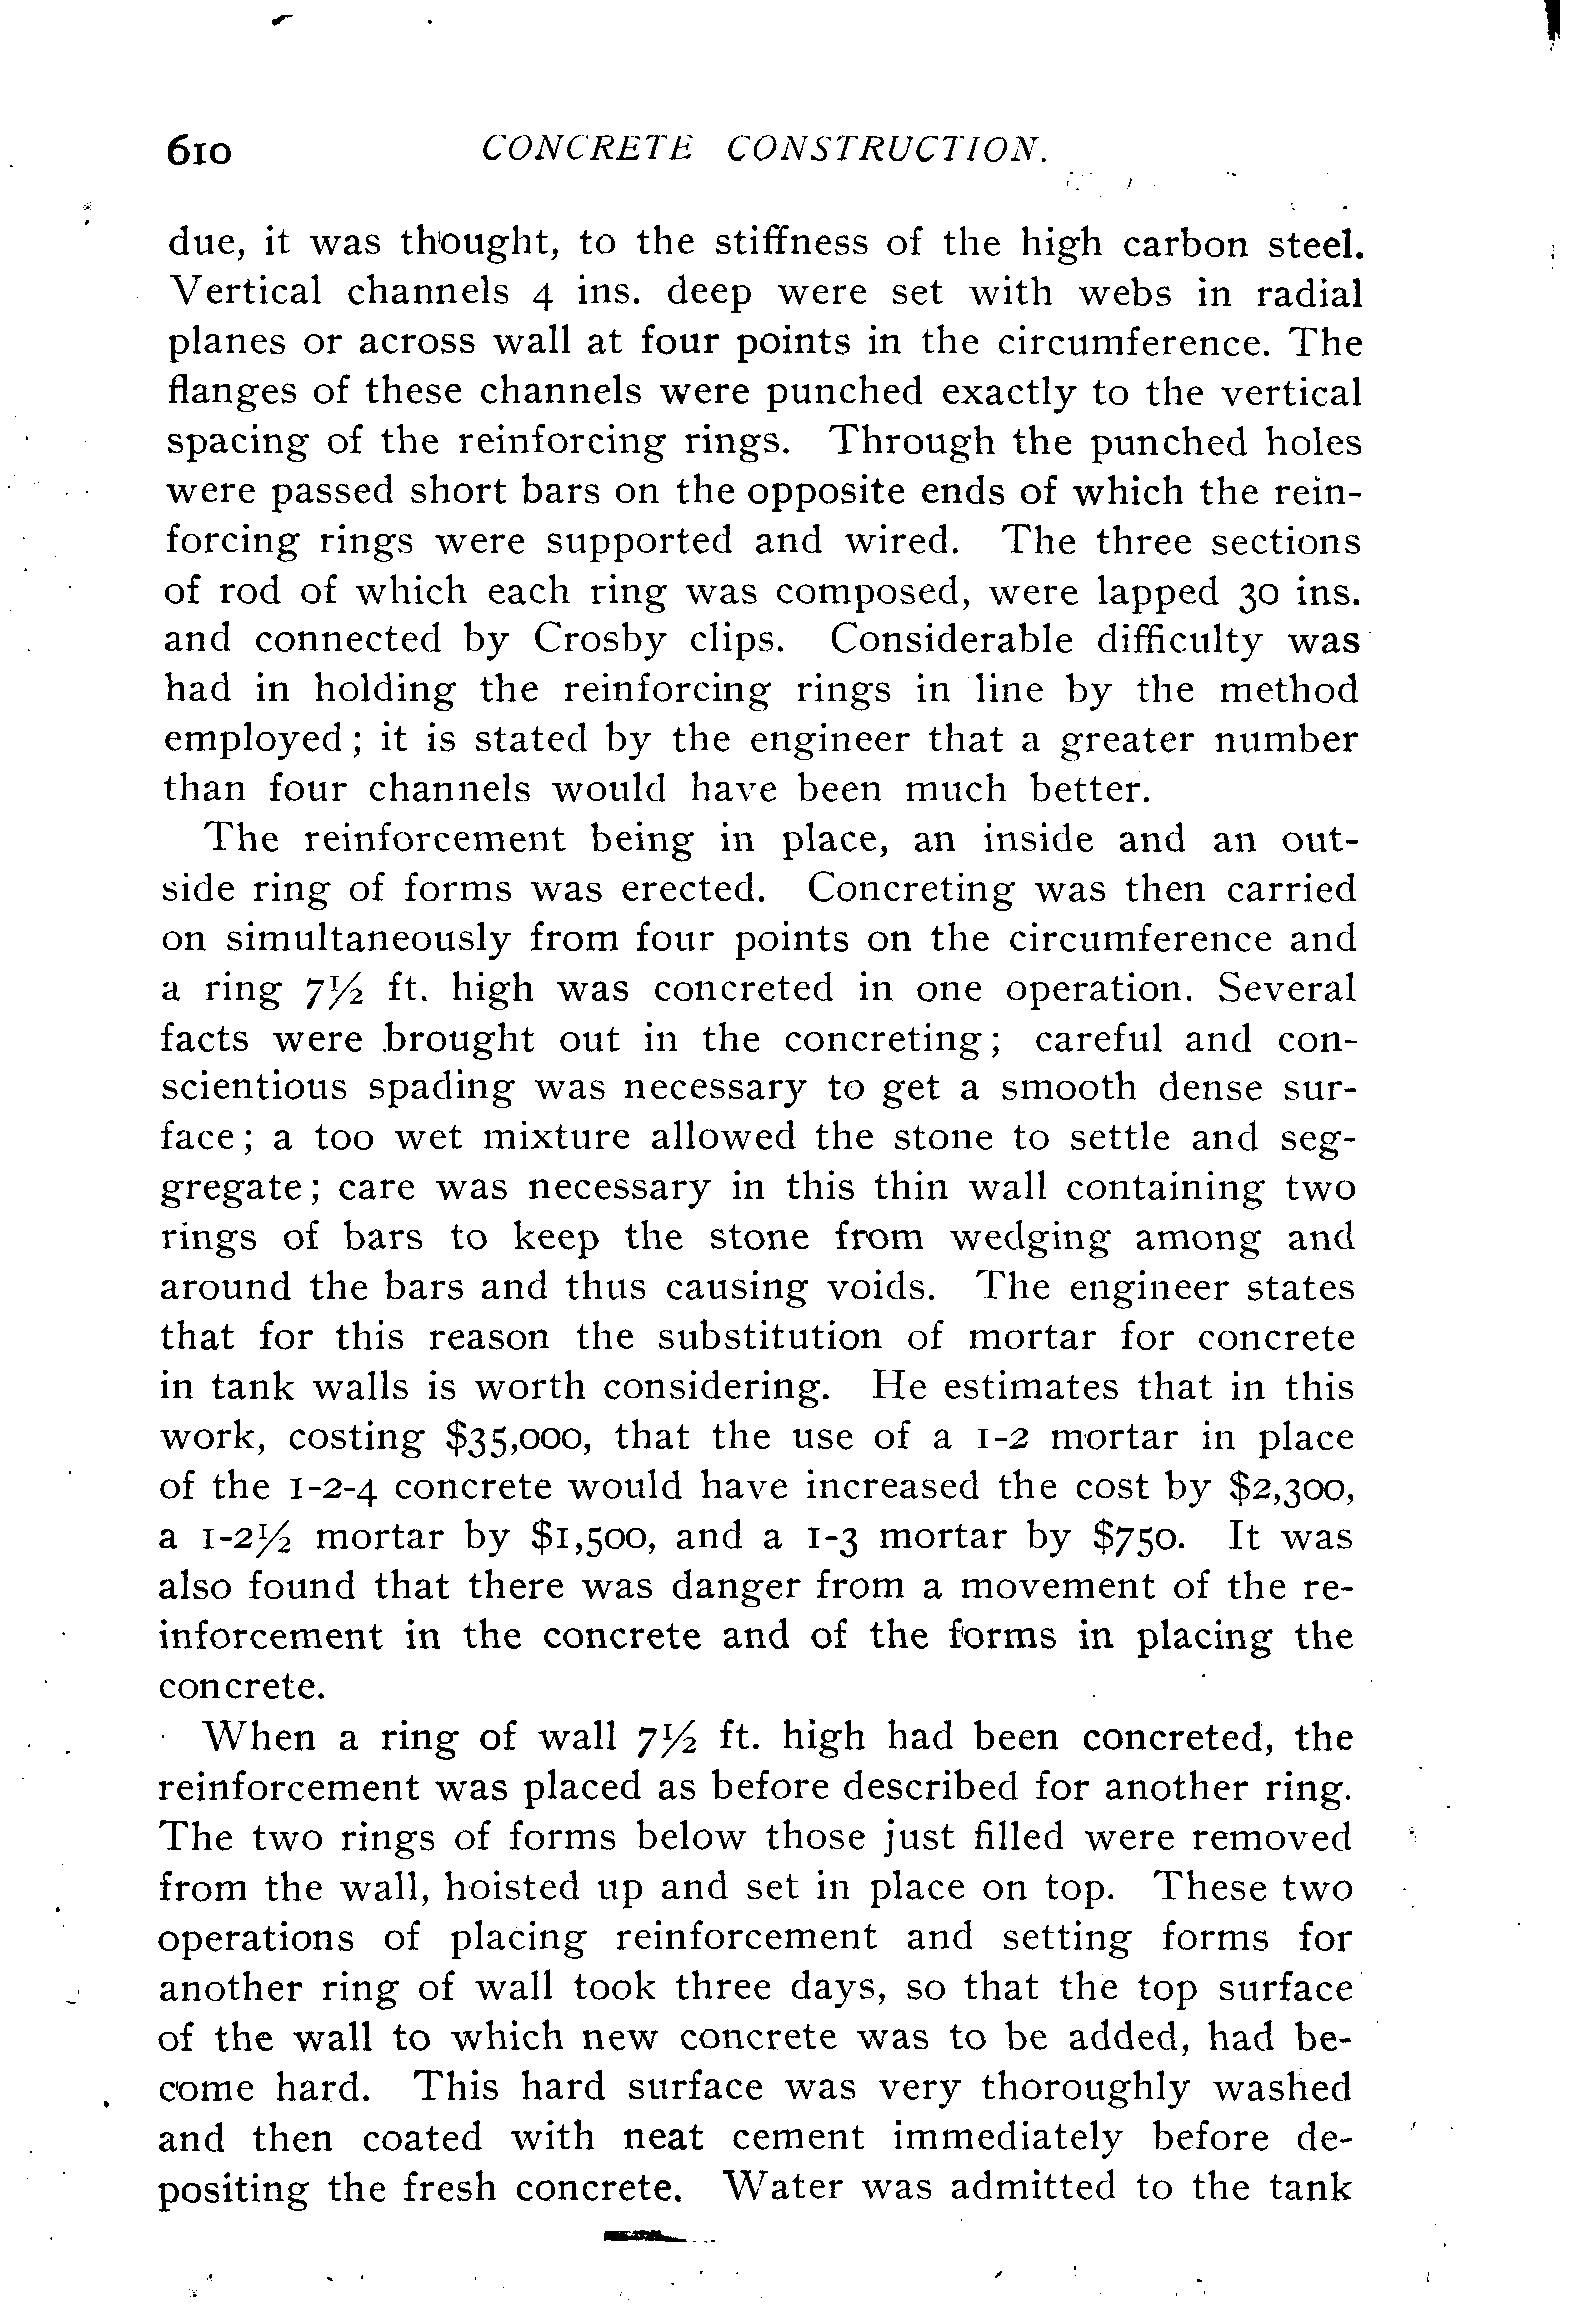 610 CONCRETE CONSTRUCTION.
due, it was thought, to the stiffness of the high carbon steel.
Vertical channels 4 ins. deep were set with webs in radial
planes or across wall at four points in the circumference. The
flanges of these channels were punched exactly to the vertical
spacing of the reinforcing rings. Through the punched holes
were passed short bars on the opposite ends of which the rein-
forcing rings were supported and wired. The three sections
of rod of which each ring was composed, were lapped 30 ins.
and connected by Crosby clips. Considerable difficulty was
had in holding the reinforcing rings in line by the method
employed; it is stated by the engineer that a greater number
than four channels would have been much better.
The reinforcement being in place, an inside and an out-
side ring of forms was erected. Concreting was then carried
on simultaneously from four points on the circumference and
a ring 7½ ft. high was concreted in one operation. Several
facts were brought out in the concreting; careful and con-
scientious spading was necessary to get a smooth dense sur-
face; a too wet mixture allowed the stone to settle and seg-
gregate; care was necessary in this thin wall containing two
rings of bars to keep the stone from wedging among and
around the bars and thus causing voids. The engineer states
that for this reason the substitution of mortar for concrete
in tank walls is worth considering. He estimates that in this
work, costing $35,000, that the use of a 1-2 mortar in place
of the 1-2-4 concrete would have increased the cost by $2,300,
a 1-2½ mortar by $1,500, and a 1-3 mortar by $750. It was
also found that there was danger from a movement of the re-
inforcement in the concrete and of the forms in placing the
concrete.
When a ring of wall 7½ ft. high had been concreted, the
reinforcement was placed as before described for another ring.
The two rings of forms below those just filled were removed
from the wall, hoisted up and set in place on top. These two
operations of placing reinforcement and setting forms for
another ring of wall took three days, so that the top surface
of the wall to which new concrete was to be added, had be-
come hard. This hard surface was very thoroughly washed
and then coated with neat cement immediately before de-
positing the fresh concrete. Water was admitted to the tank